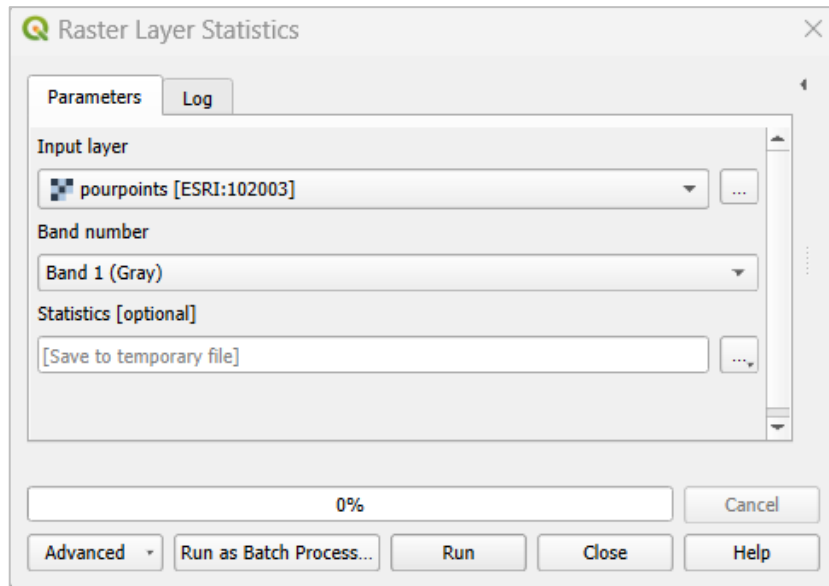 Raster Layer Statistics
Parameters Log
Input layer
pourpoints [ESRI:102003] ...
Band number
Band 1 (Gray)
Statistics [optional]
[Save to temporary file] ...
0% Cancel
Advanced Run as Batch Process... Run Close Help